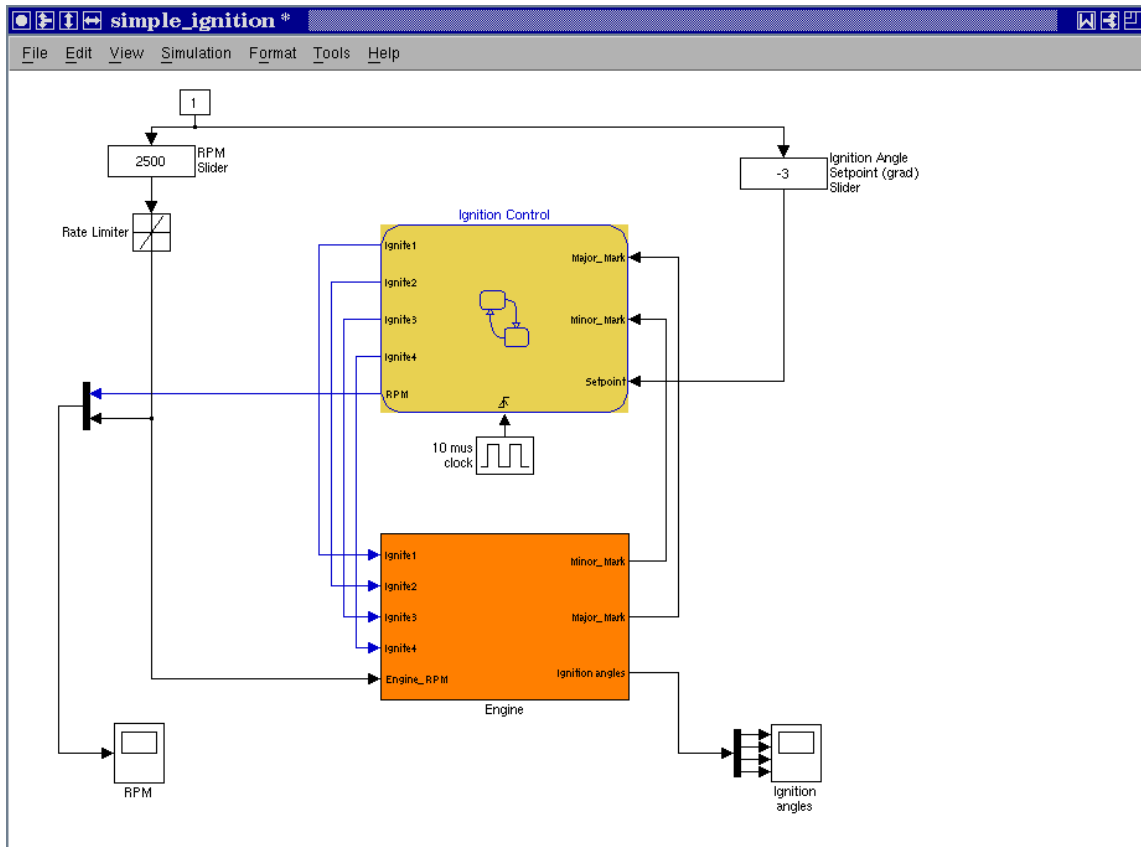 simple_ignition *
File Edit View Simulation Format Tools Help
1
2500
RPM
Slider
-3
Ignition Angle
Setpoint (grad)
Slider
Rate Limiter
Ignition Control
Ignite1
Ignite2
Ignite3
Ignite4
RPM
Major_Mark
Minor_Mark
Setpoint
10 mus
clock
Ignite1
Ignite2
Ignite3
Ignite4
Engine_RPM
Minor_Mark
Major_Mark
Ignition angles
Engine
RPM
Ignition
angles